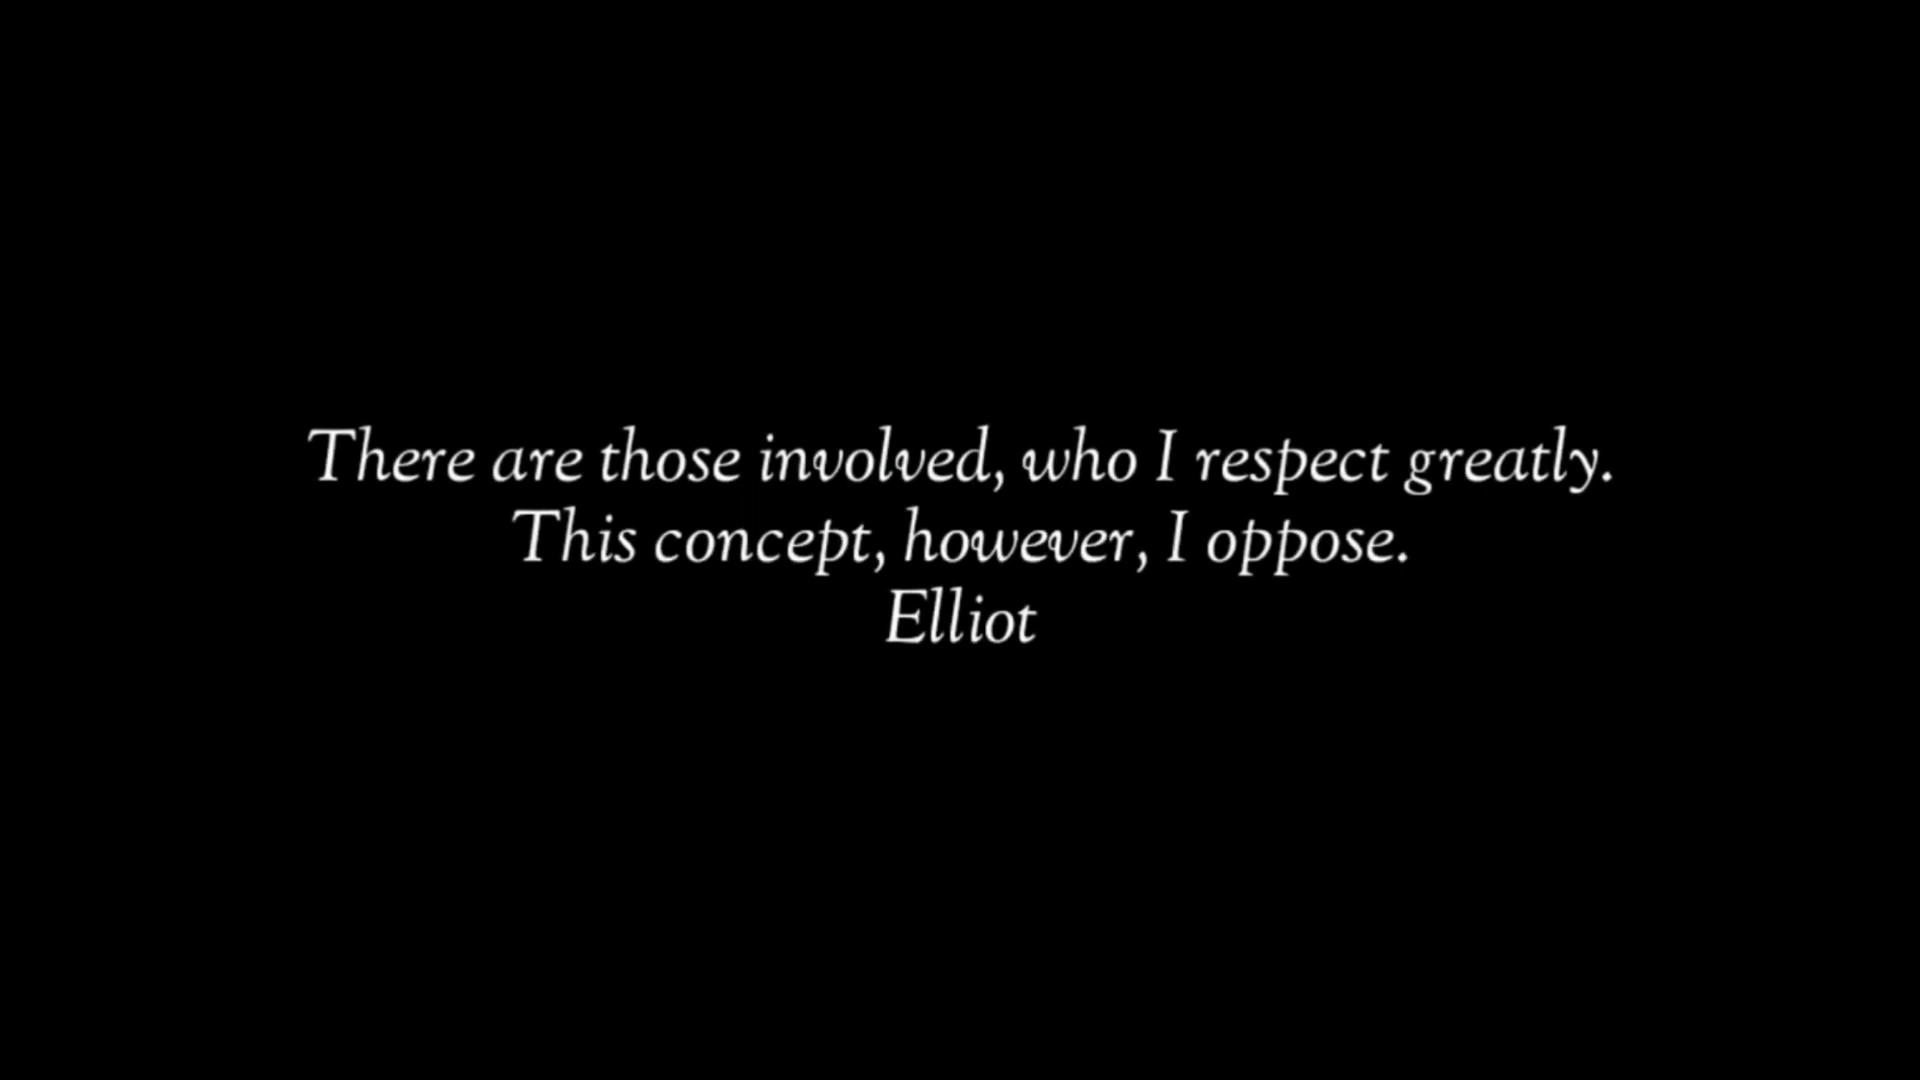 There are those involved, who I respect greatly.
This concept, however, I oppose.
Elliot